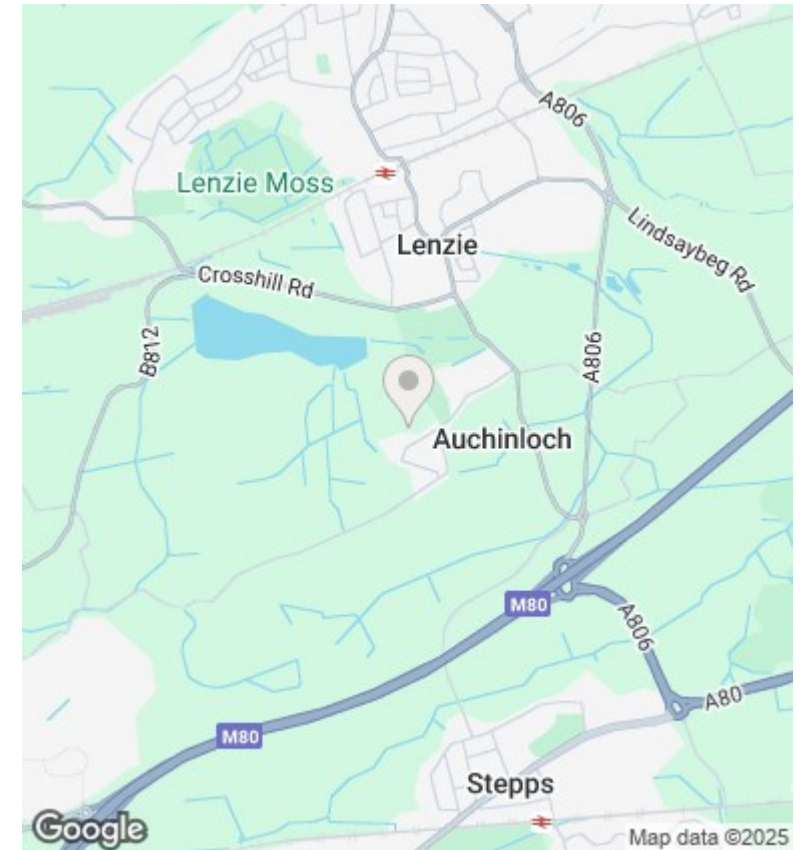 A806
Lenzie Moss
Lenzie
Lindsaybeg Rd
Crosshill Rd
B812
A806
Auchinloch
M80
A806
A80
M80
Stepps
Google
Map data ©2025